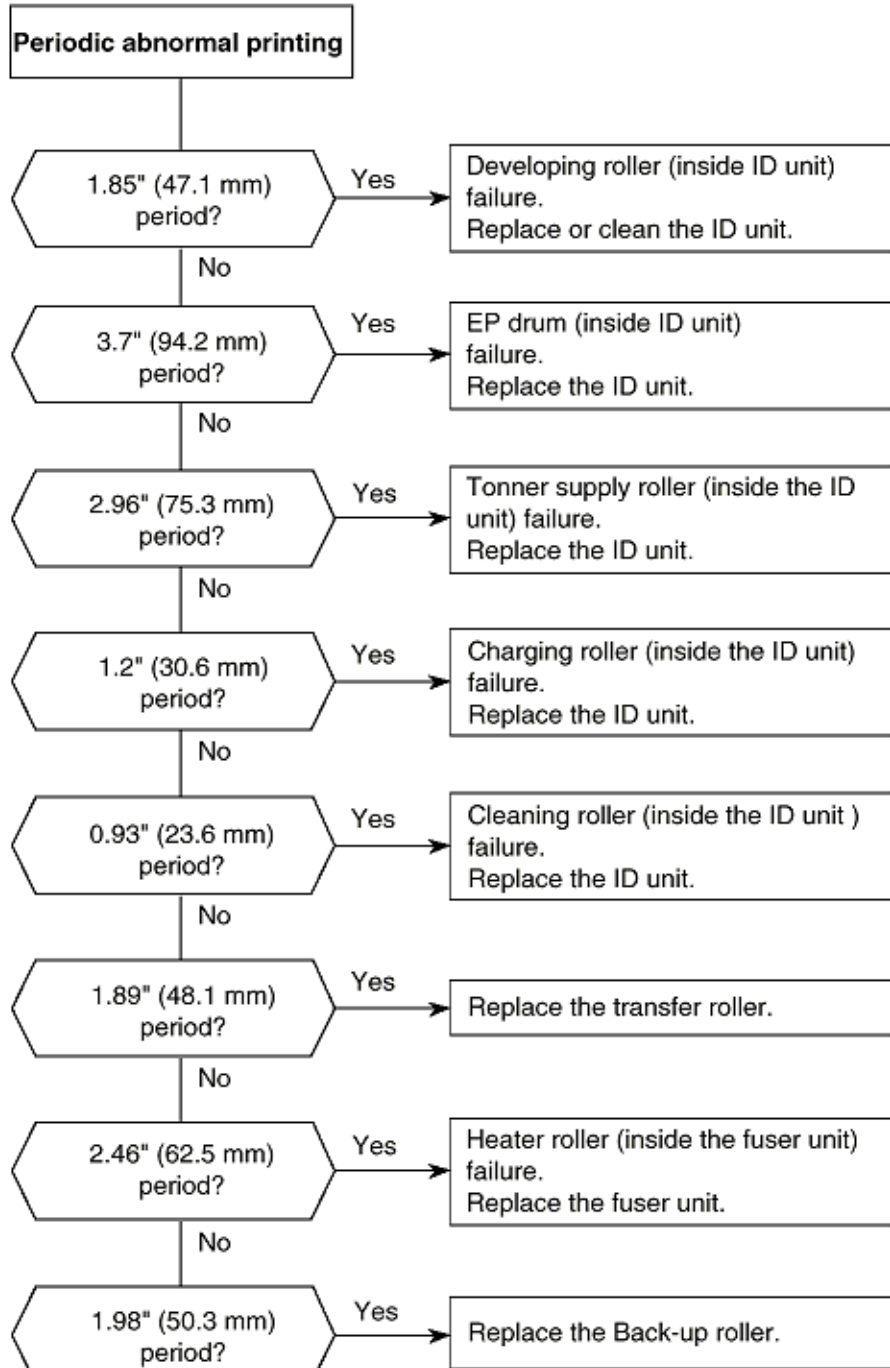 Periodic abnormal printing
1.85" (47.1 mm)
period?
Yes
Developing roller (inside ID unit)
failure.
Replace or clean the ID unit.
No
3.7" (94.2 mm)
period?
Yes
EP drum (inside ID unit)
failure.
Replace the ID unit.
No
2.96" (75.3 mm)
period?
Yes
Tonner supply roller (inside the ID
unit) failure.
Replace the ID unit.
No
1.2" (30.6 mm)
period?
Yes
Charging roller (inside the ID unit)
failure.
Replace the ID unit.
No
0.93" (23.6 mm)
period?
Yes
Cleaning roller (inside the ID unit )
failure.
Replace the ID unit.
No
1.89" (48.1 mm)
period?
Yes
Replace the transfer roller.
No
2.46" (62.5 mm)
period?
Yes
Heater roller (inside the fuser unit)
failure.
Replace the fuser unit.
No
1.98" (50.3 mm)
period?
Yes
Replace the Back-up roller.